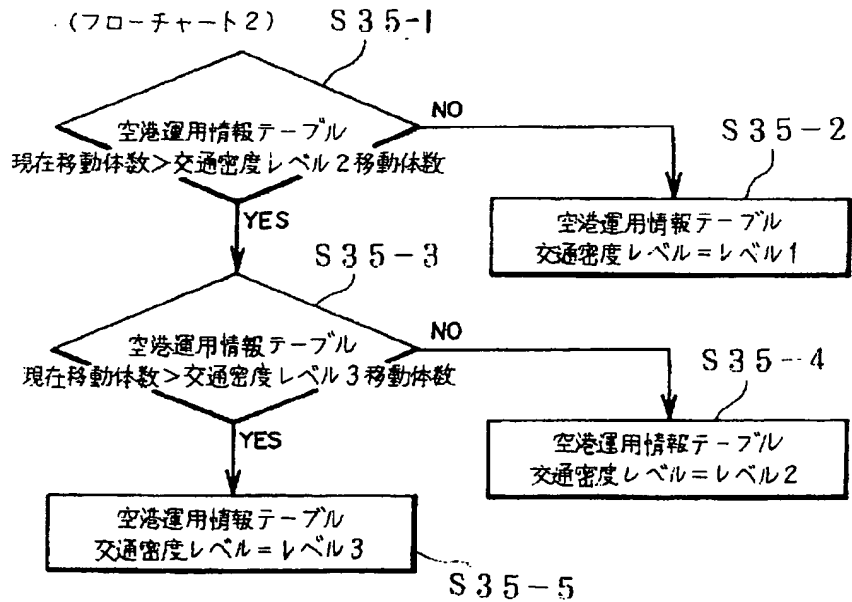 (フローチャート2)
S35-1
空港運用情報テーブル
現在移動体数>交通密度レベル2移動体数
NO
S35-2
空港運用情報テーブル
交通密度レベル=レベル1
YES
S35-3
空港運用情報テーブル
現在移動体数>交通密度レベル3移動体数
NO
S35-4
空港運用情報テーブル
交通密度レベル=レベル2
YES
空港運用情報テーブル
交通密度レベル=レベル3
S35-5